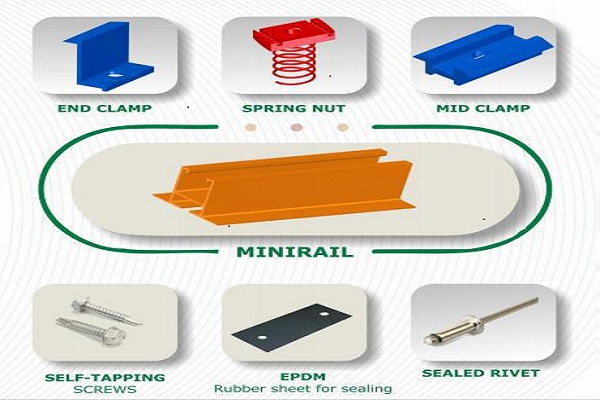 END CLAMP
SPRING NUT
MID CLAMP
MINIRAIL
SELF-TAPPING
SCREWS
EPDM
Rubber sheet for sealing
SEALED RIVET